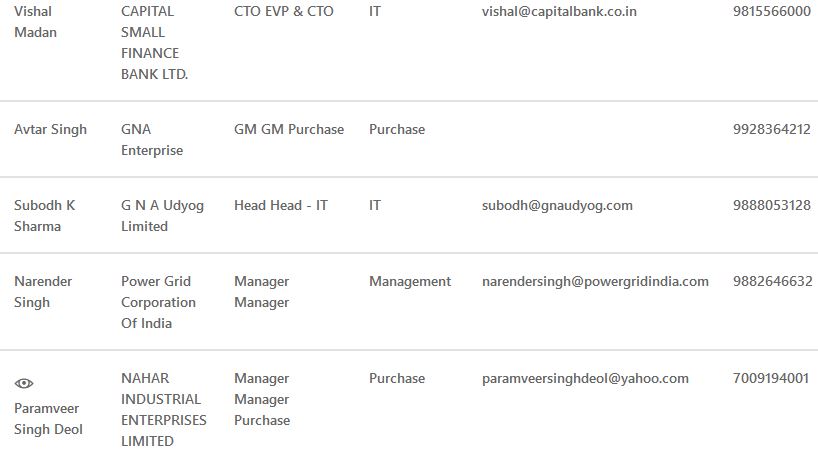 Vishal Madan CAPITAL SMALL FINANCE BANK LTD. CTO EVP & CTO IT vishal@capitalbank.co.in 9815566000
Avtar Singh GNA Enterprise GM GM Purchase Purchase 9928364212
Subodh K Sharma G N A Udyog Limited Head Head - IT IT subodh@gnaudyog.com 9888053128
Narender Singh Power Grid Corporation Of India Manager Manager Management narendersingh@powergridindia.com 9882646632
Paramveer Singh Deol NAHAR INDUSTRIAL ENTERPRISES LIMITED Manager Manager Purchase Purchase paramveersinghdeol@yahoo.com 7009194001